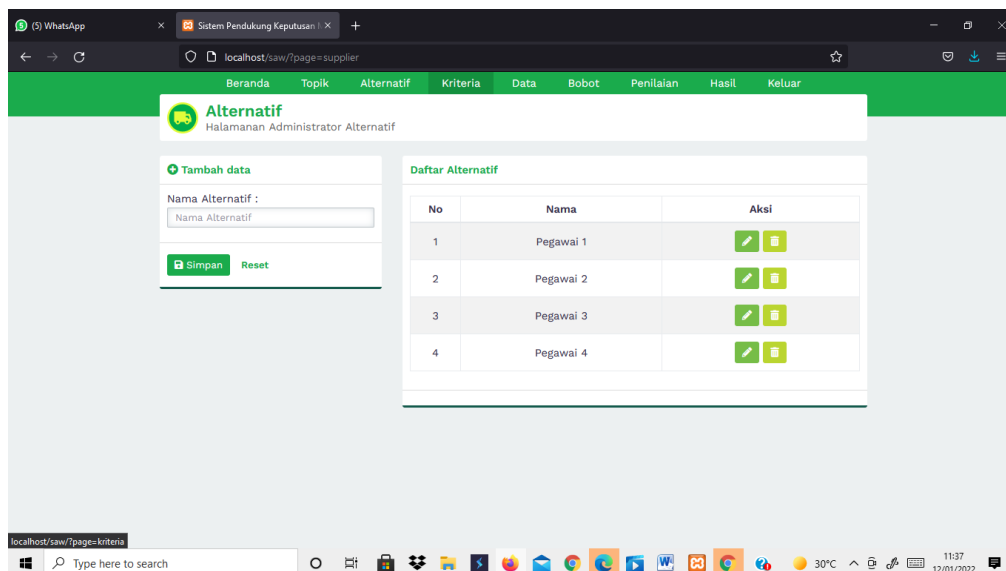 (5) WhatsApp
Sistem Pendukung Keputusan
localhost/saw/?page=supplier
Beranda Topik Alternatif Kriteria Data Bobot Penilaian Hasil Keluar
Alternatif
Halamanan Administrator Alternatif
Tambah data
Nama Alternatif :
Nama Alternatif
Simpan Reset
Daftar Alternatif
No Nama Aksi
1 Pegawai 1
2 Pegawai 2
3 Pegawai 3
4 Pegawai 4
localhost/saw/?page=kriteria
Type here to search
30°C
11:37
12/01/2022